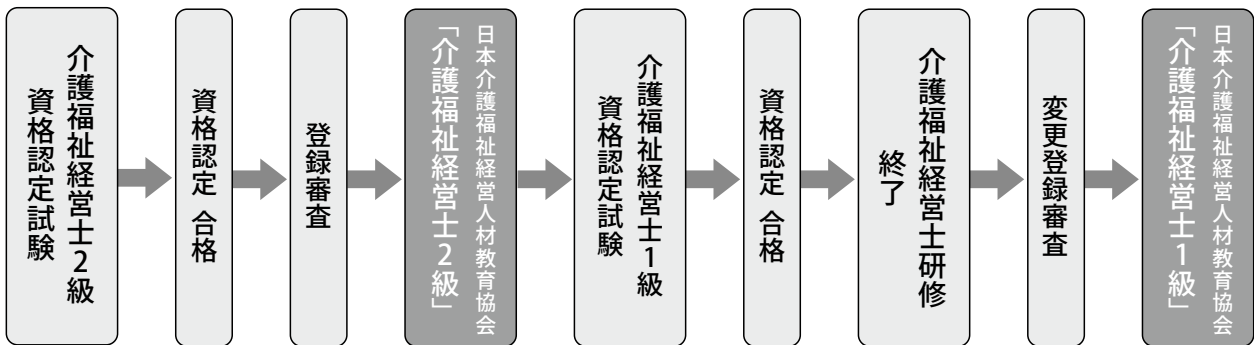 介護福祉経営士2級
資格認定試験
資格認定 合格
登録審査
日本介護福祉経営人材教育協会
「介護福祉経営士2級」
介護福祉経営士1級
資格認定試験
資格認定 合格
介護福祉経営士研修
終了
変更登録審査
日本介護福祉経営人材教育協会
「介護福祉経営士1級」